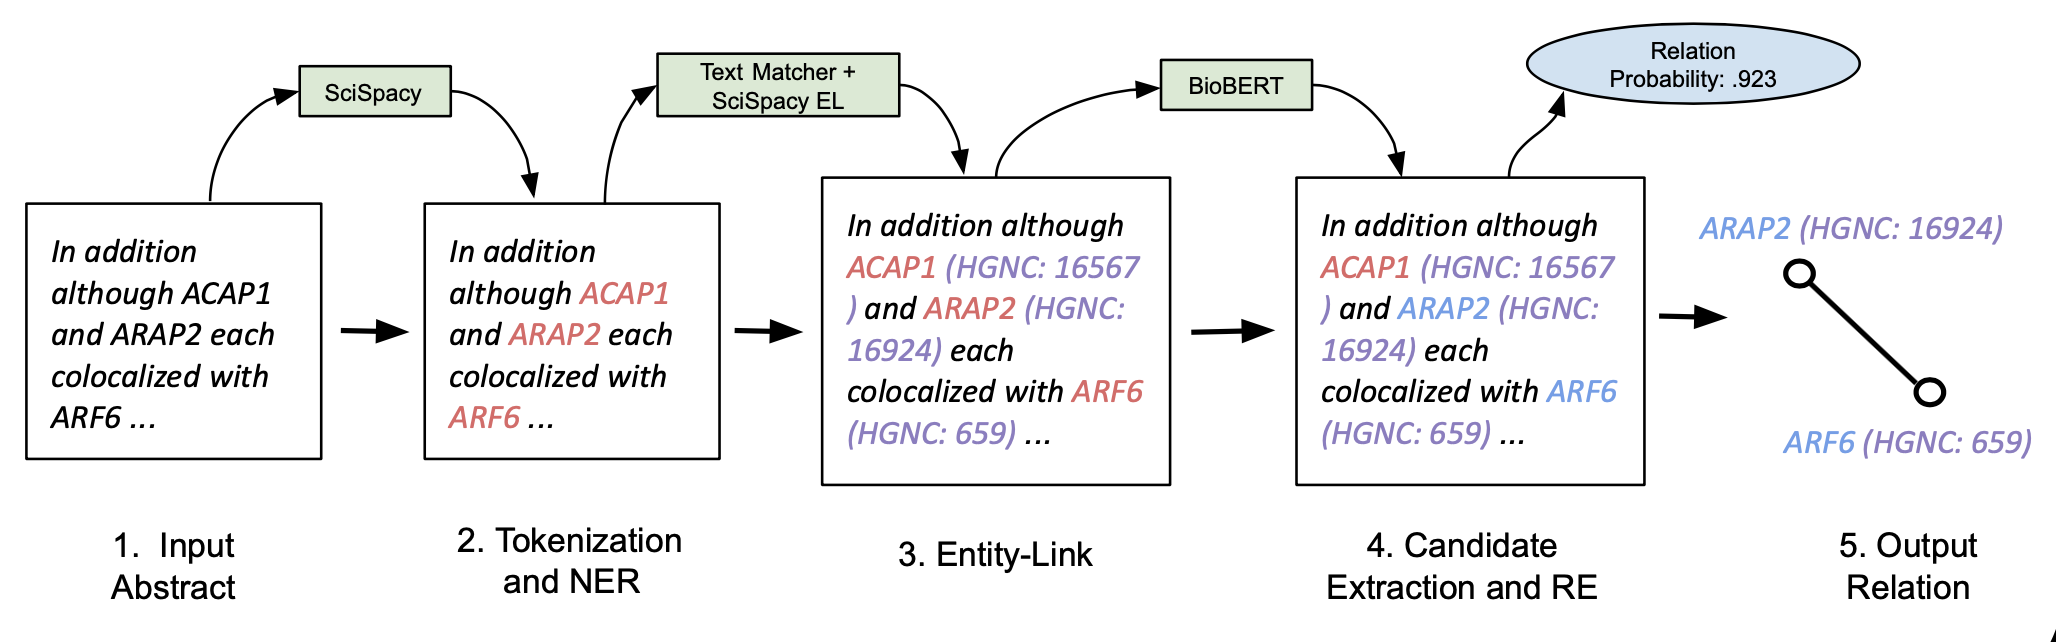 SciSpacy
Text Matcher +
SciSpacy EL
BioBERT
Relation
Probability: .923
In addition
although ACAP1
and ARAP2 each
colocalized with
ARF6 ...
In addition
although ACAP1
and ARAP2 each
colocalized with
ARF6 ...
In addition although
ACAP1 (HGNC: 16567
) and ARAP2 (HGNC:
16924) each
colocalized with ARF6
(HGNC: 659) ...
In addition although
ACAP1 (HGNC: 16567
) and ARAP2 (HGNC:
16924) each
colocalized with ARF6
(HGNC: 659) ...
ARAP2 (HGNC: 16924)
ARF6 (HGNC: 659)
1. Input
Abstract
2. Tokenization
and NER
3. Entity-Link
4. Candidate
Extraction and RE
5. Output
Relation